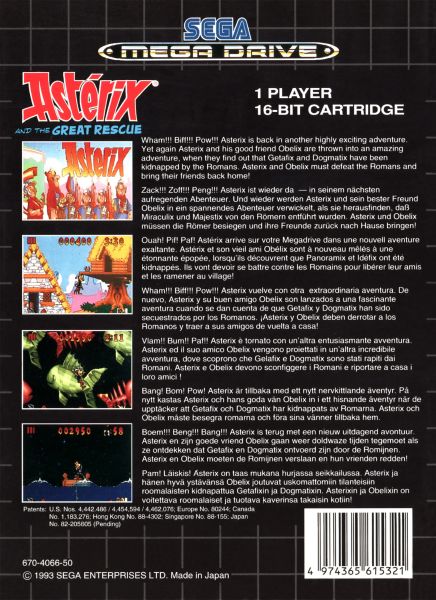 SEGA
MEGA DRIVE
Astérix
AND THE GREAT RESCUE
1 PLAYER
16-BIT CARTRIDGE
Wham!!! Biff!!!! Pow!!! Asterix is back in another highly exciting adventure.
Yet again Asterix and his good friend Obelix are thrown into an amazing
adventure, when they find out that Getafix and Dogmatix have been
kidnapped by the Romans. Asterix and Obelix must defeat the Romans and
bring their friends back home!
Asterix
Zack!!! Zoff!!!! Peng!!! Asterix ist wieder da — in seinem nächsten
aufregenden Abenteuer. Und wieder werden Asterix und sein bester Freund
Obelix in ein spannendes Abenteuer verwickelt, als sie herausfinden, daß
Miraculix und Majestix von den Römern entführt wurden. Asterix und Obelix
müssen die Römer besiegen und ihre Freunde zurück nach Hause bringen!
Ouah! Pif! Paf! Astérix arrive sur votre Megadrive dans une nouvell aventure
exaltante. Astérix et son vieil ami Obélix sont à nouveau mêlés à une
étonnante épopée, lorsqu'ils découvrent que Panoramix et Idéfix ont été
kidnappés. Ils vont devoir se battre contre les Romains pour libérer leur amis
et les ramener au village!
000400 3:30
Wham!!! Biff!! Pow!! Asterix vuelve con otra extraordinaria aventura. De
nuevo, Asterix y su buen amigo Obelix son lanzados a una fascinante
aventura cuando se dan cuenta de que Getafix y Dogmatix han sido
secuestrados por los Romanos. ¡Asterix y Obelix deben derrotar a los
Romanos y traer a sus amigos de vuelta a casa!
Vlam!! Bum!! Paf!! Asterix è tornato con un'altra entusiasmante avventura.
Asterix ed il suo amico Obelix vengono proiettati in un'altra incredibile
avventura, dove scoprono che Gelafix e Dogmatix sono stati rapiti dai
Romani. Asterix e Obelix devono sconfiggere i Romani e riportare a casa i
loro amici !
Bang! Bom! Pow! Asterix är tillbaka med ett nytt nervkittlande äventyr. På
nytt kastas Asterix och hans goda vän Obelix in i ett hisnande äventyr när de
upptäcker att Getafix och Dogmatix har kidnappats av Romarna. Asterix och
Obelix måste besegra romarna och föra sina vänner tillbaka hem.
002950 :58
Boem!!! Beng!!! Bang!! Asterix is terug met een nieuw uitdagend avontuur.
Asterix en zijn goede vriend Obelix gaan weer doldwaze tijden tegemoet als
ze ontdekken dat Getafix en Dogmatix ontvoerd zijn door de Romijnen.
Asterix en Obelix moeten de Romijnen verslaan en hun vrienden redden!
Pam! Läiskis! Asterix on taas mukana hurjassa seikkailussa. Asterix ja
hänen hyvä ystävänsä Obelix joutuvat uskomattomiin tilanteisiin
roomalaisten kidnapattua Getafixin ja Dogmatixin. Asterixin ja Obelixin on
voitettava roomalaiset ja tuotava kaverinsa takaisin kotiin!
Patents: U.S. Nos. 4,442,486 / 4,454,594 / 4,462,076; Europe No. 80244; Canada
No. 1,183,276; Hong Kong No. 88-4302; Singapore No. 88-155; Japan
No. 82-205605 (Pending)
670-4066-50
© 1993 SEGA ENTERPRISES LTD. Made in Japan
4 974365 615321